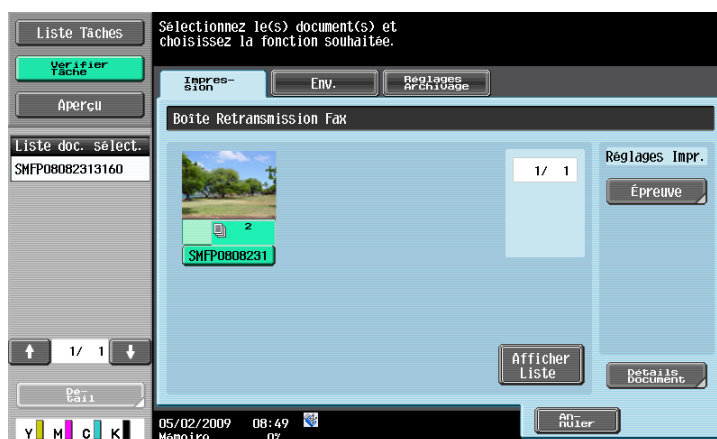 Liste Tâches
Vérifier
Tâche
Aperçu
Liste doc. sélect.
SMFP08082313160
1/ 1
Dé-
tail
Y M C K
Sélectionnez le(s) document(s) et
choisissez la fonction souhaitée.
Impres-
sion
Env.
Réglages
Archivage
Boîte Retransmission Fax
2
SMFP0808231
1/ 1
Réglages Impr.
Épreuve
Afficher
Liste
Détails
Document
An-
nuler
05/02/2009 08:49
Mémoire 0%